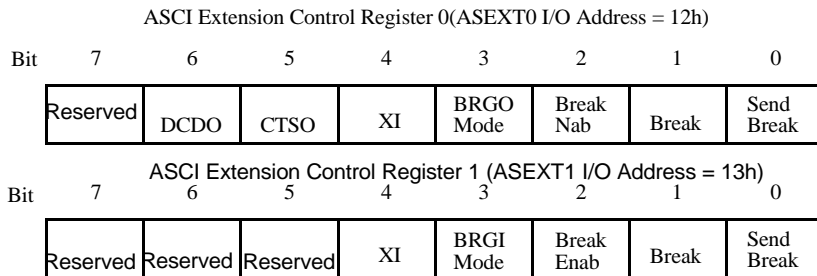 ASCI Extension Control Register 0(ASEXT0 I/O Address = 12h)
Bit 7 6 5 4 3 2 1 0
Reserved DCDO CTSO XI BRGO Mode Break Nab Break Send Break
ASCI Extension Control Register 1 (ASEXT1 I/O Address = 13h)
Bit 7 6 5 4 3 2 1 0
Reserved Reserved Reserved XI BRGI Mode Break Enab Break Send Break